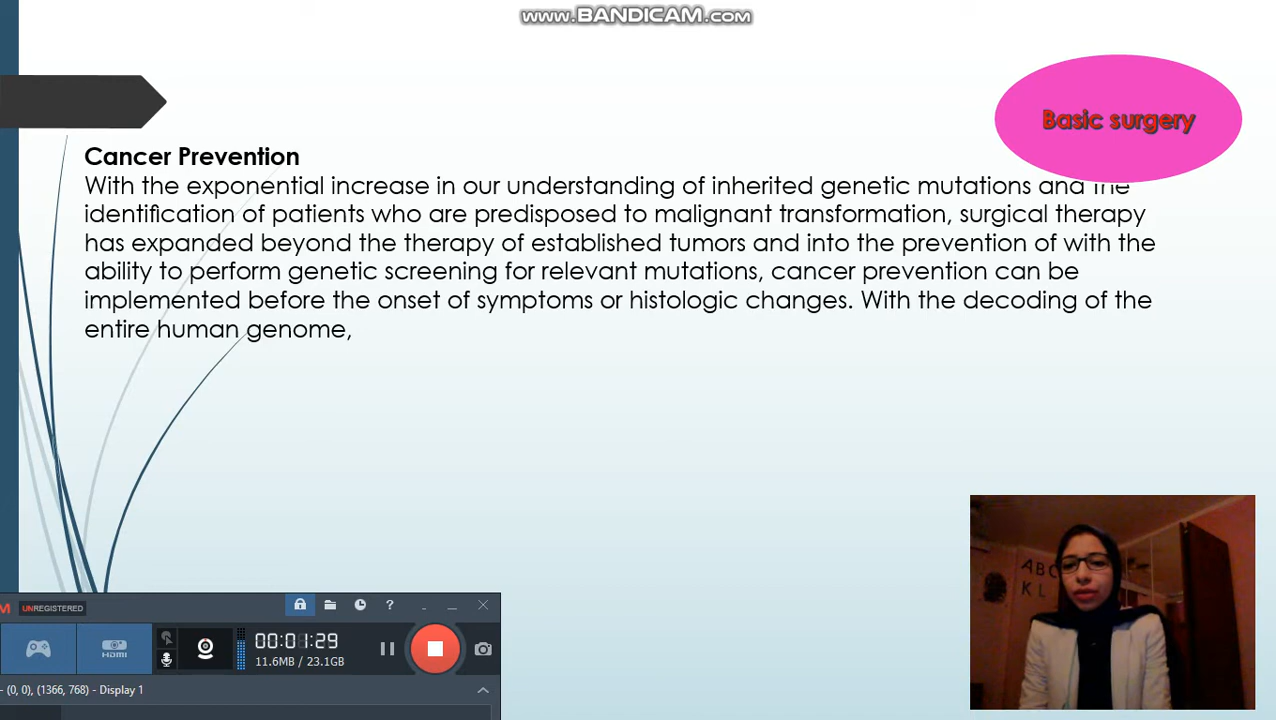 www.BANDICAM.com
Basic surgery
Cancer Prevention
With the exponential increase in our understanding of inherited genetic mutations and the
identification of patients who are predisposed to malignant transformation, surgical therapy
has expanded beyond the therapy of established tumors and into the prevention of with the
ability to perform genetic screening for relevant mutations, cancer prevention can be
implemented before the onset of symptoms or histologic changes. With the decoding of the
entire human genome,
ABC
KL
UNREGISTERED
HDMI
00:01:29
11.6MB / 23.1GB
- (0, 0), (1366, 768) - Display 1